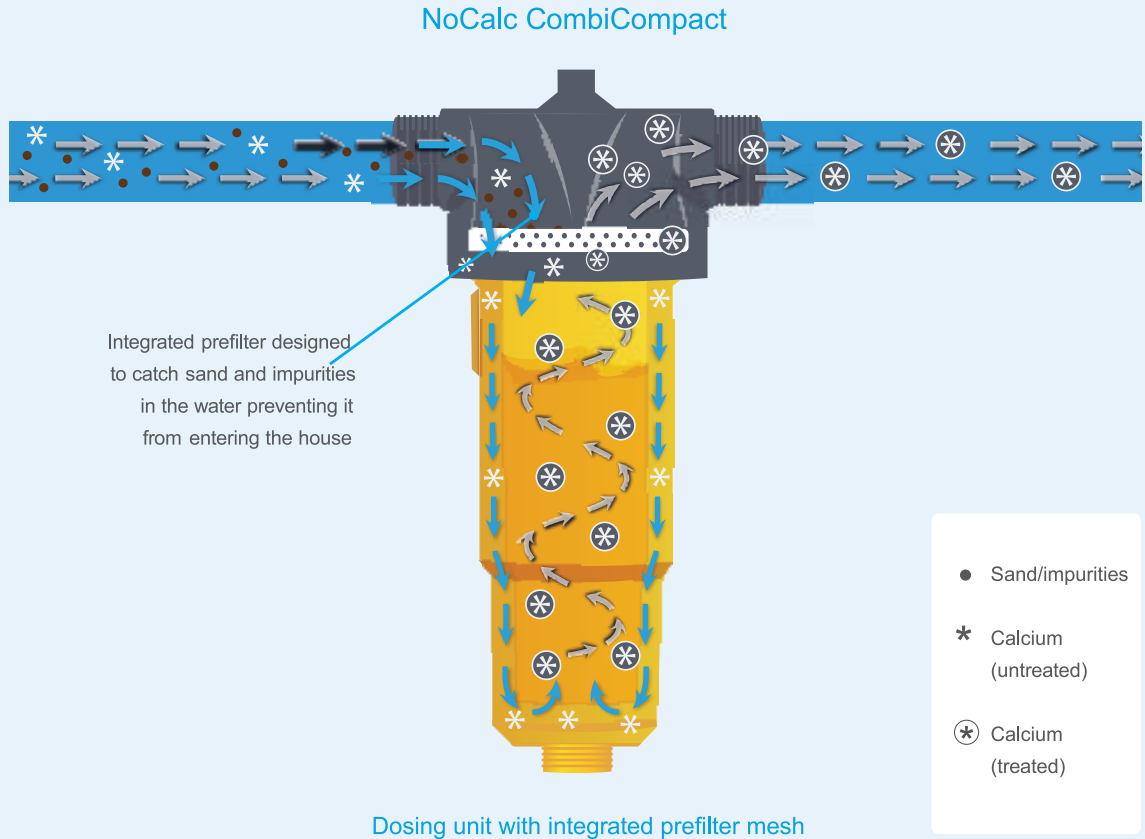 NoCalc CombiCompact
Integrated prefilter designed
to catch sand and impurities
in the water preventing it
from entering the house
Sand/impurities
Calcium
(untreated)
Calcium
(treated)
Dosing unit with integrated prefilter mesh